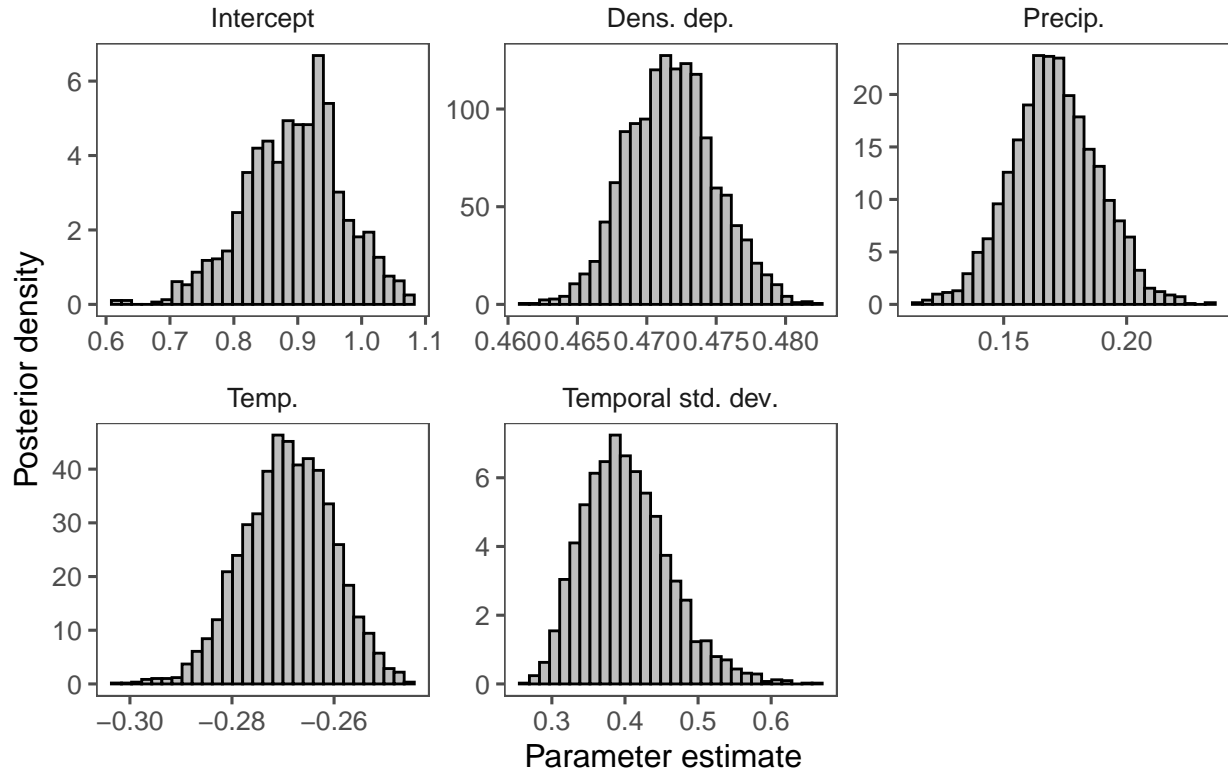 Intercept
Dens. dep.
Precip.
6
4
2
0
0.6 0.7 0.8 0.9 1.0 1.1
100
50
0
0.460 0.465 0.470 0.475 0.480
20
15
10
5
0
0.15 0.20
Posterior density
Temp.
Temporal std. dev.
40
30
20
10
0
−0.30 −0.28 −0.26
6
4
2
0
0.3 0.4 0.5 0.6
Parameter estimate